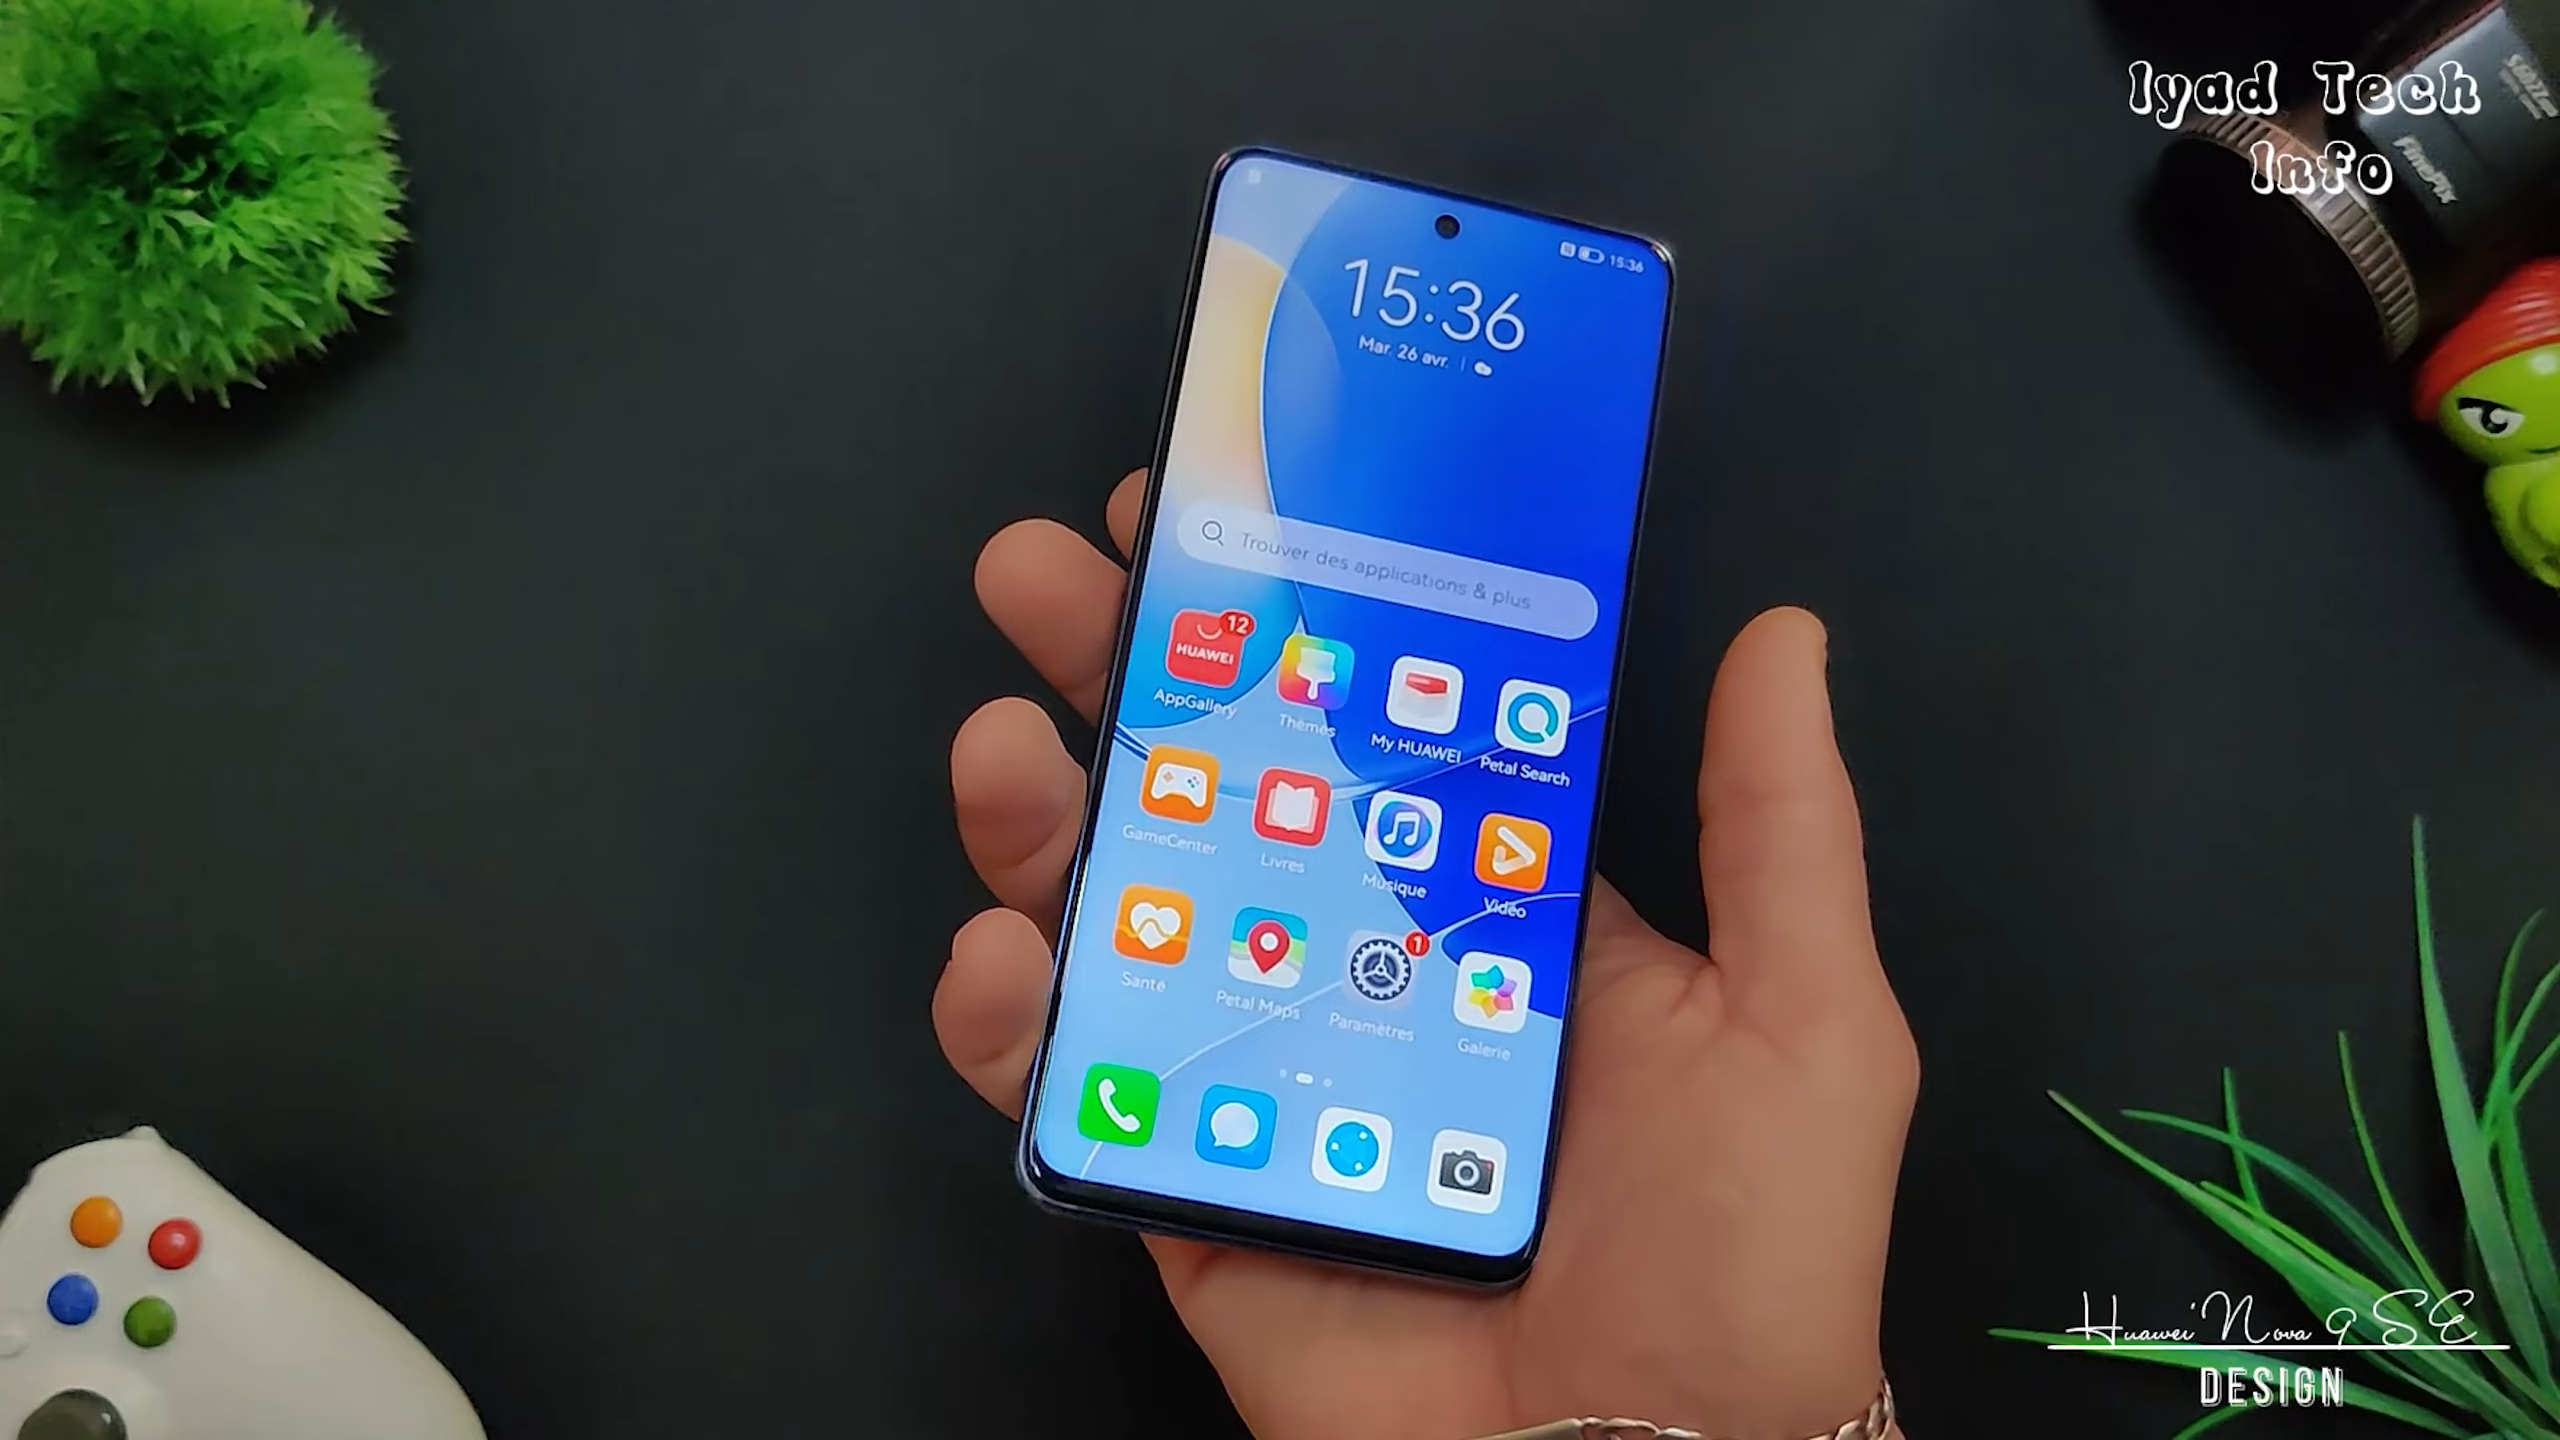 Iyad Tech
Info
FinePix
15:36
15:36
Mar. 26 avr.
Trouver des applications & plus
12
HUAWEI
AppGallery
Thèmes
My HUAWEI
Petal Search
GameCenter
Livres
Musique
Vidéo
1
Santé
Petal Maps
Paramètres
Galerie
Huawei Nova 9 SE
DESIGN